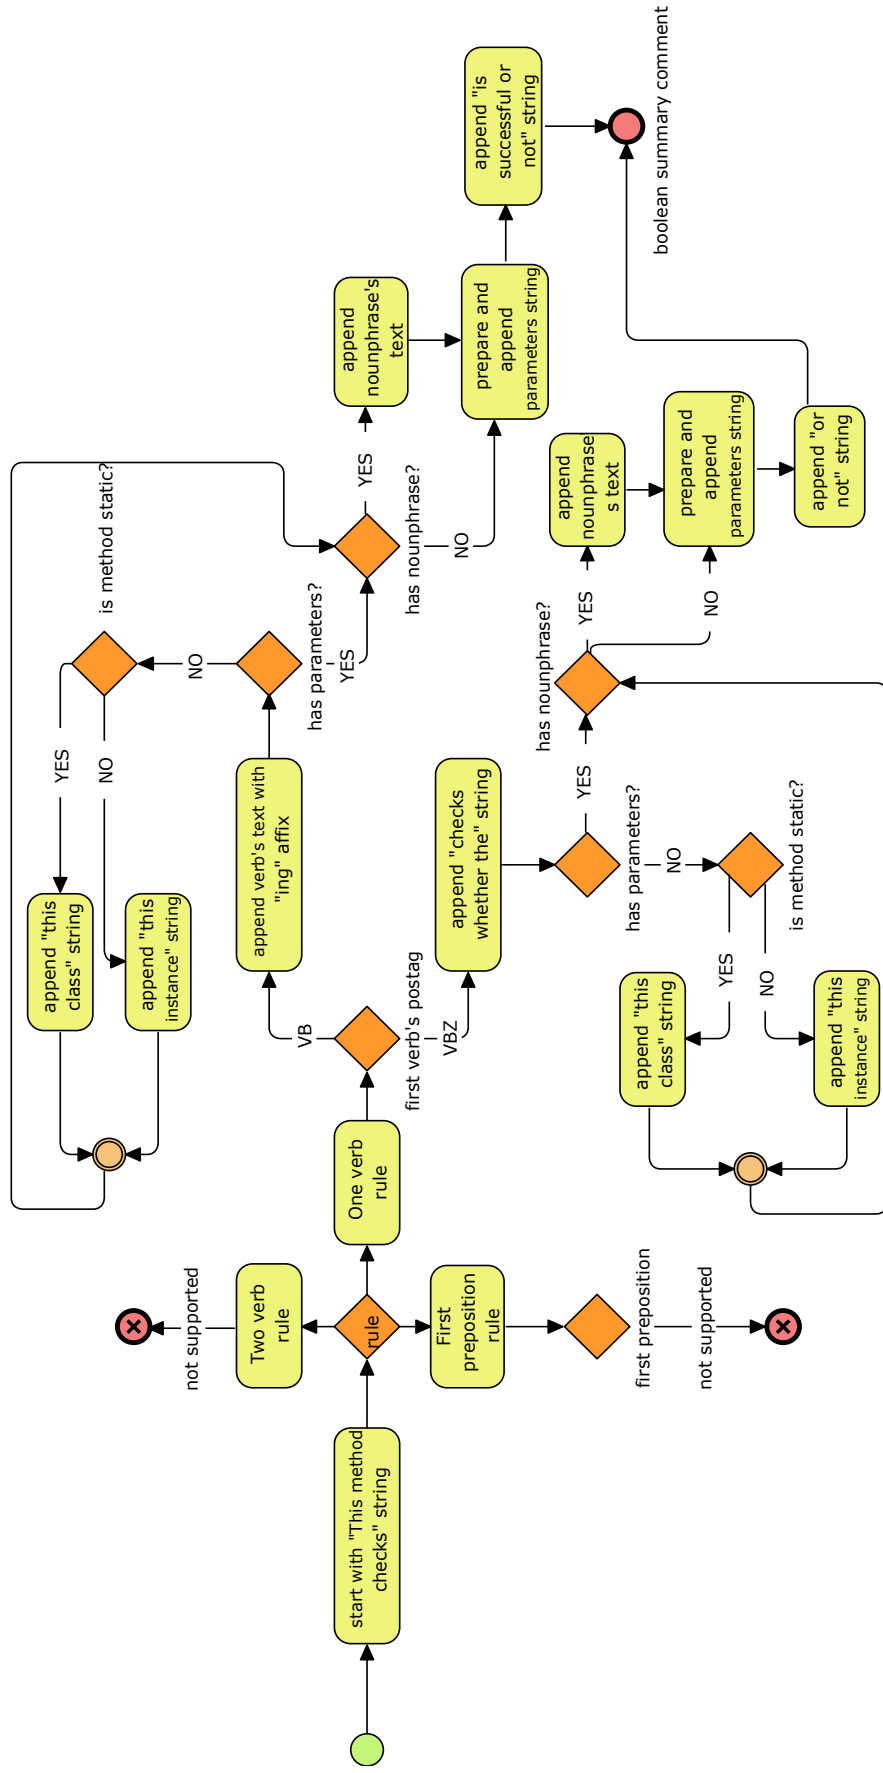 start with "This method
checks" string
rule
Two verb
rule
not supported
First
preposition
rule
first preposition
not supported
One verb
rule
first verb's postag
VB
VBZ
append verb's text with
"ing" affix
has parameters?
NO
YES
is method static?
YES
NO
append "this
class" string
append "this
instance" string
has nounphrase?
YES
NO
append
nounphrase's
text
prepare and
append
parameters string
append "is
successful or
not" string
append "checks
whether the" string
has parameters?
YES
NO
is method static?
YES
NO
append "this
class" string
append "this
instance" string
has nounphrase?
YES
NO
append
nounphrase'
s text
prepare and
append
parameters string
append "or
not" string
boolean summary comment